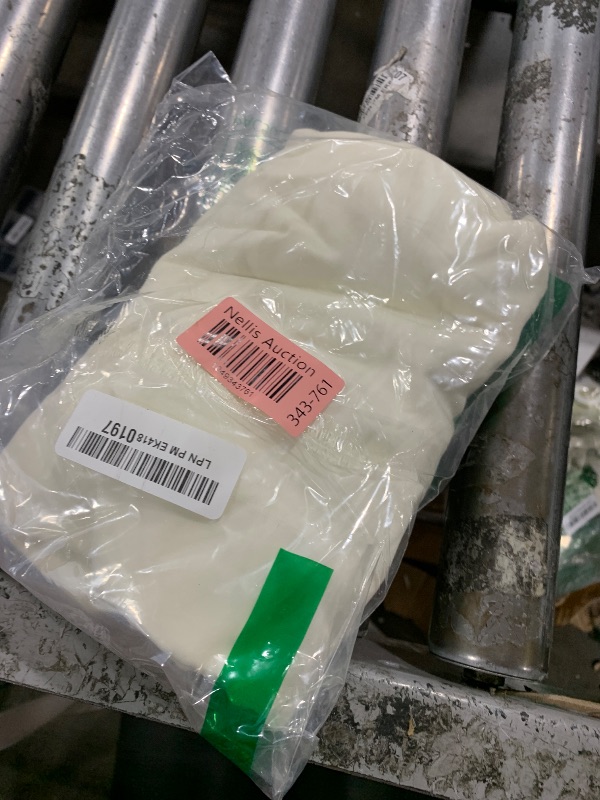 Nellis Auction
343-761
LPN PM EK4180197